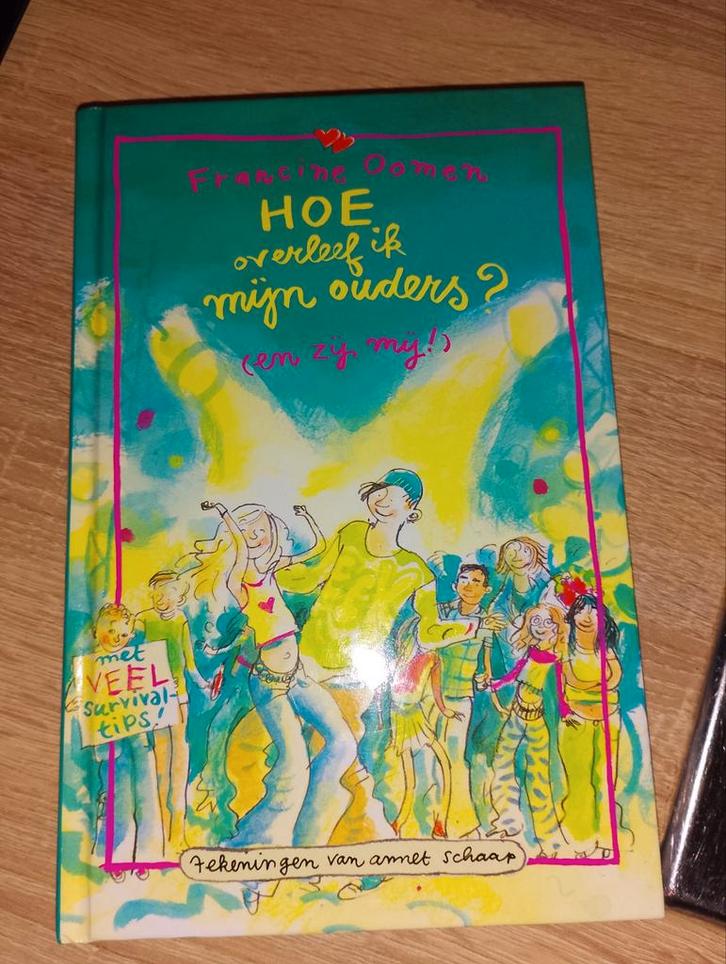 Francine Oomen
HOE
overleef ik
mijn ouders?
(en zij mij!)
met
VEEL
survival-
tips!
tekeningen van annet schaap